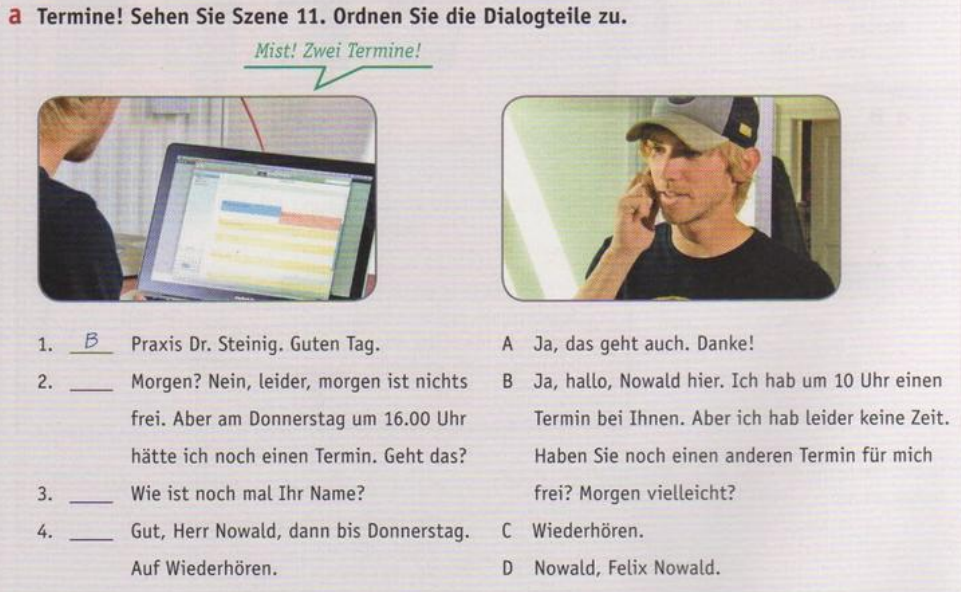 a Termine! Sehen Sie Szene 11. Ordnen Sie die Dialogteile zu.
Mist! Zwei Termine!
1. B Praxis Dr. Steinig. Guten Tag.
2. ____ Morgen? Nein, leider, morgen ist nichts
frei. Aber am Donnerstag um 16.00 Uhr
hätte ich noch einen Termin. Geht das?
3. ____ Wie ist noch mal Ihr Name?
4. ____ Gut, Herr Nowald, dann bis Donnerstag.
Auf Wiederhören.
A Ja, das geht auch. Danke!
B Ja, hallo, Nowald hier. Ich hab um 10 Uhr einen
Termin bei Ihnen. Aber ich hab leider keine Zeit.
Haben Sie noch einen anderen Termin für mich
frei? Morgen vielleicht?
C Wiederhören.
D Nowald, Felix Nowald.